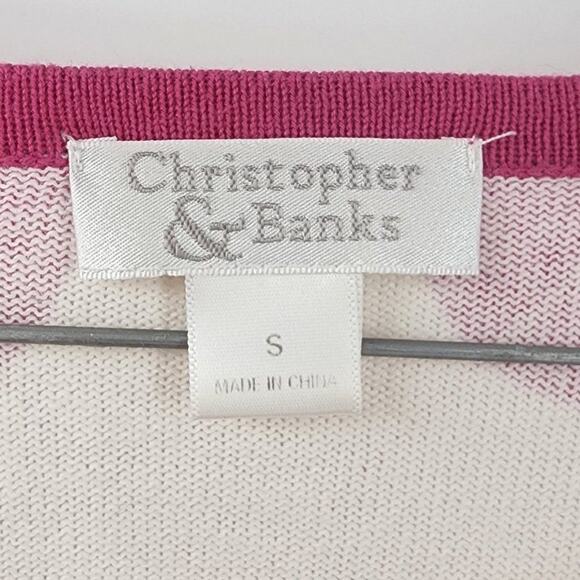 Christopher
& Banks
S
MADE IN CHINA